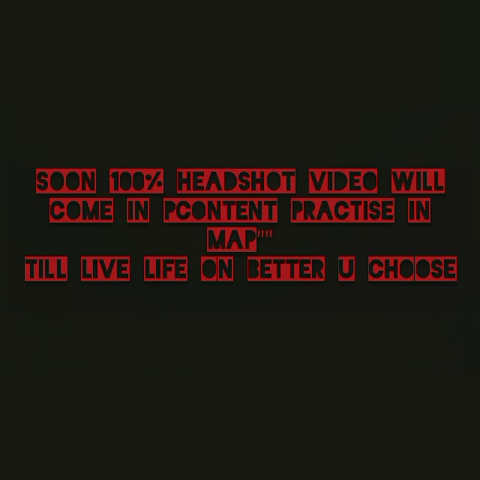 SOON 100% HEADSHOT VIDEO WILL
COME IN PCONTENT PRACTISE IN
MAP""
TILL LIVE LIFE ON BETTER U CHOOSE